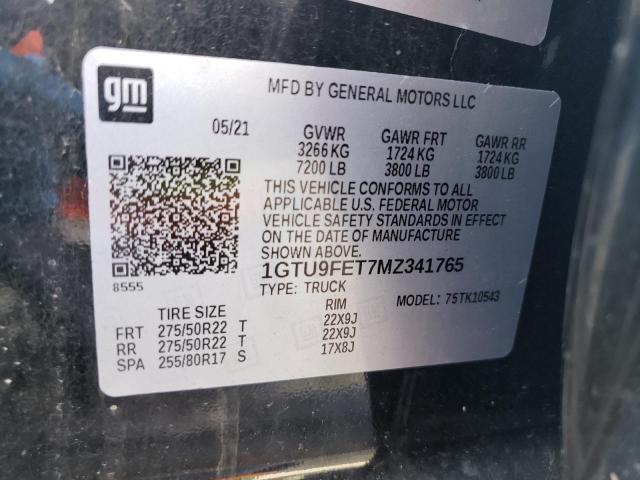 gm
MFD BY GENERAL MOTORS LLC
05/21 GVWR GAWR FRT GAWR RR
3266 KG 1724 KG 1724 KG
7200 LB 3800 LB 3800 LB
THIS VEHICLE CONFORMS TO ALL
APPLICABLE U.S. FEDERAL MOTOR
VEHICLE SAFETY STANDARDS IN EFFECT
ON THE DATE OF MANUFACTURE
SHOWN ABOVE.
8555
1GTU9FET7MZ341765
TYPE: TRUCK MODEL: 75TK10543
TIRE SIZE RIM
FRT 275/50R22 T 22X9J
RR 275/50R22 T 22X9J
SPA 255/80R17 S 17X8J